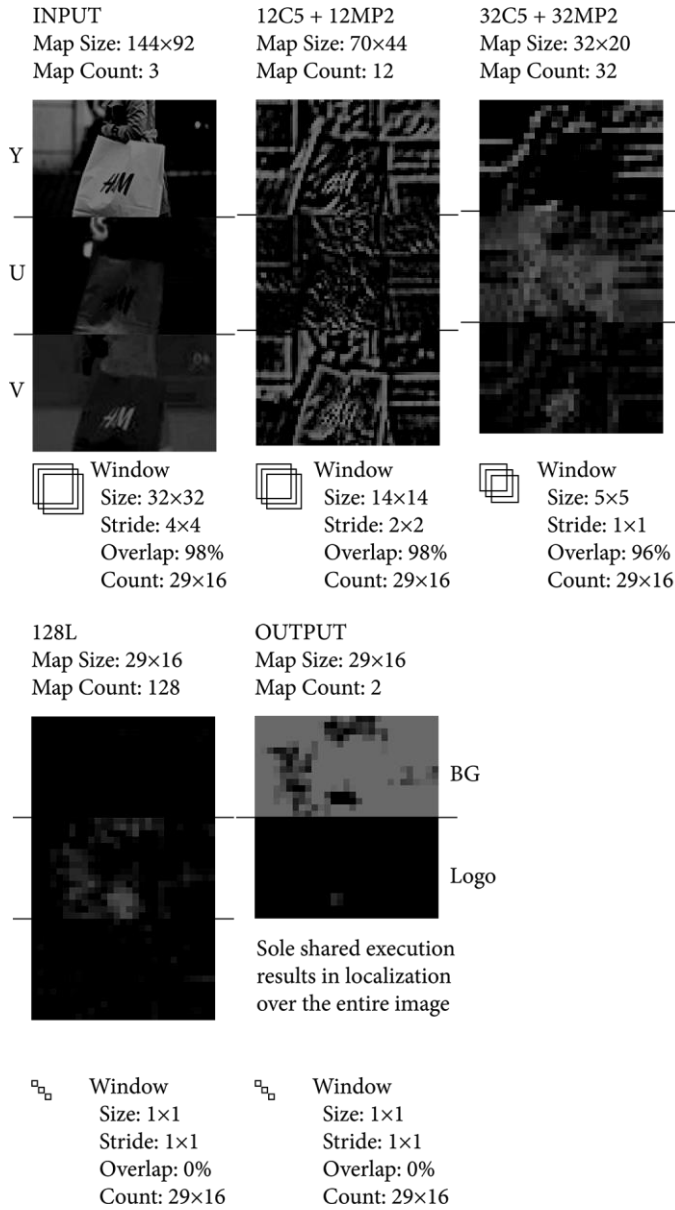 INPUT
Map Size: 144×92
Map Count: 3
12C5 + 12MP2
Map Size: 70×44
Map Count: 12
32C5 + 32MP2
Map Size: 32×20
Map Count: 32
Y
U
V
HM
HM
HM
HM
HM
Window
Size: 32×32
Stride: 4×4
Overlap: 98%
Count: 29×16
Window
Size: 14×14
Stride: 2×2
Overlap: 98%
Count: 29×16
Window
Size: 5×5
Stride: 1×1
Overlap: 96%
Count: 29×16
128L
Map Size: 29×16
Map Count: 128
OUTPUT
Map Size: 29×16
Map Count: 2
BG
Logo
Sole shared execution
results in localization
over the entire image
Window
Size: 1×1
Stride: 1×1
Overlap: 0%
Count: 29×16
Window
Size: 1×1
Stride: 1×1
Overlap: 0%
Count: 29×16